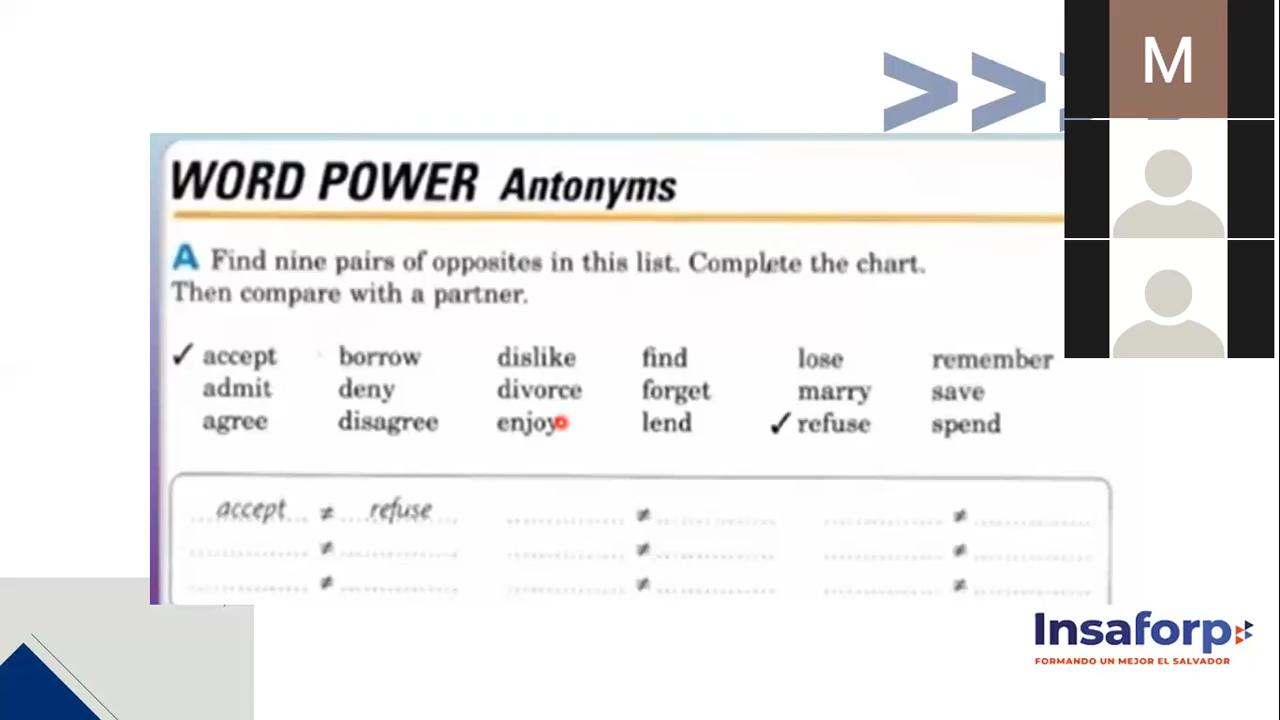 >>>
M
WORD POWER Antonyms
A Find nine pairs of opposites in this list. Complete the chart.
Then compare with a partner.
✓ accept borrow dislike find lose remember
admit deny divorce forget marry save
agree disagree enjoy lend ✓ refuse spend
accept ≠ refuse ≠ ≠
≠ ≠ ≠
≠ ≠ ≠
Insaforp
FORMANDO UN MEJOR EL SALVADOR